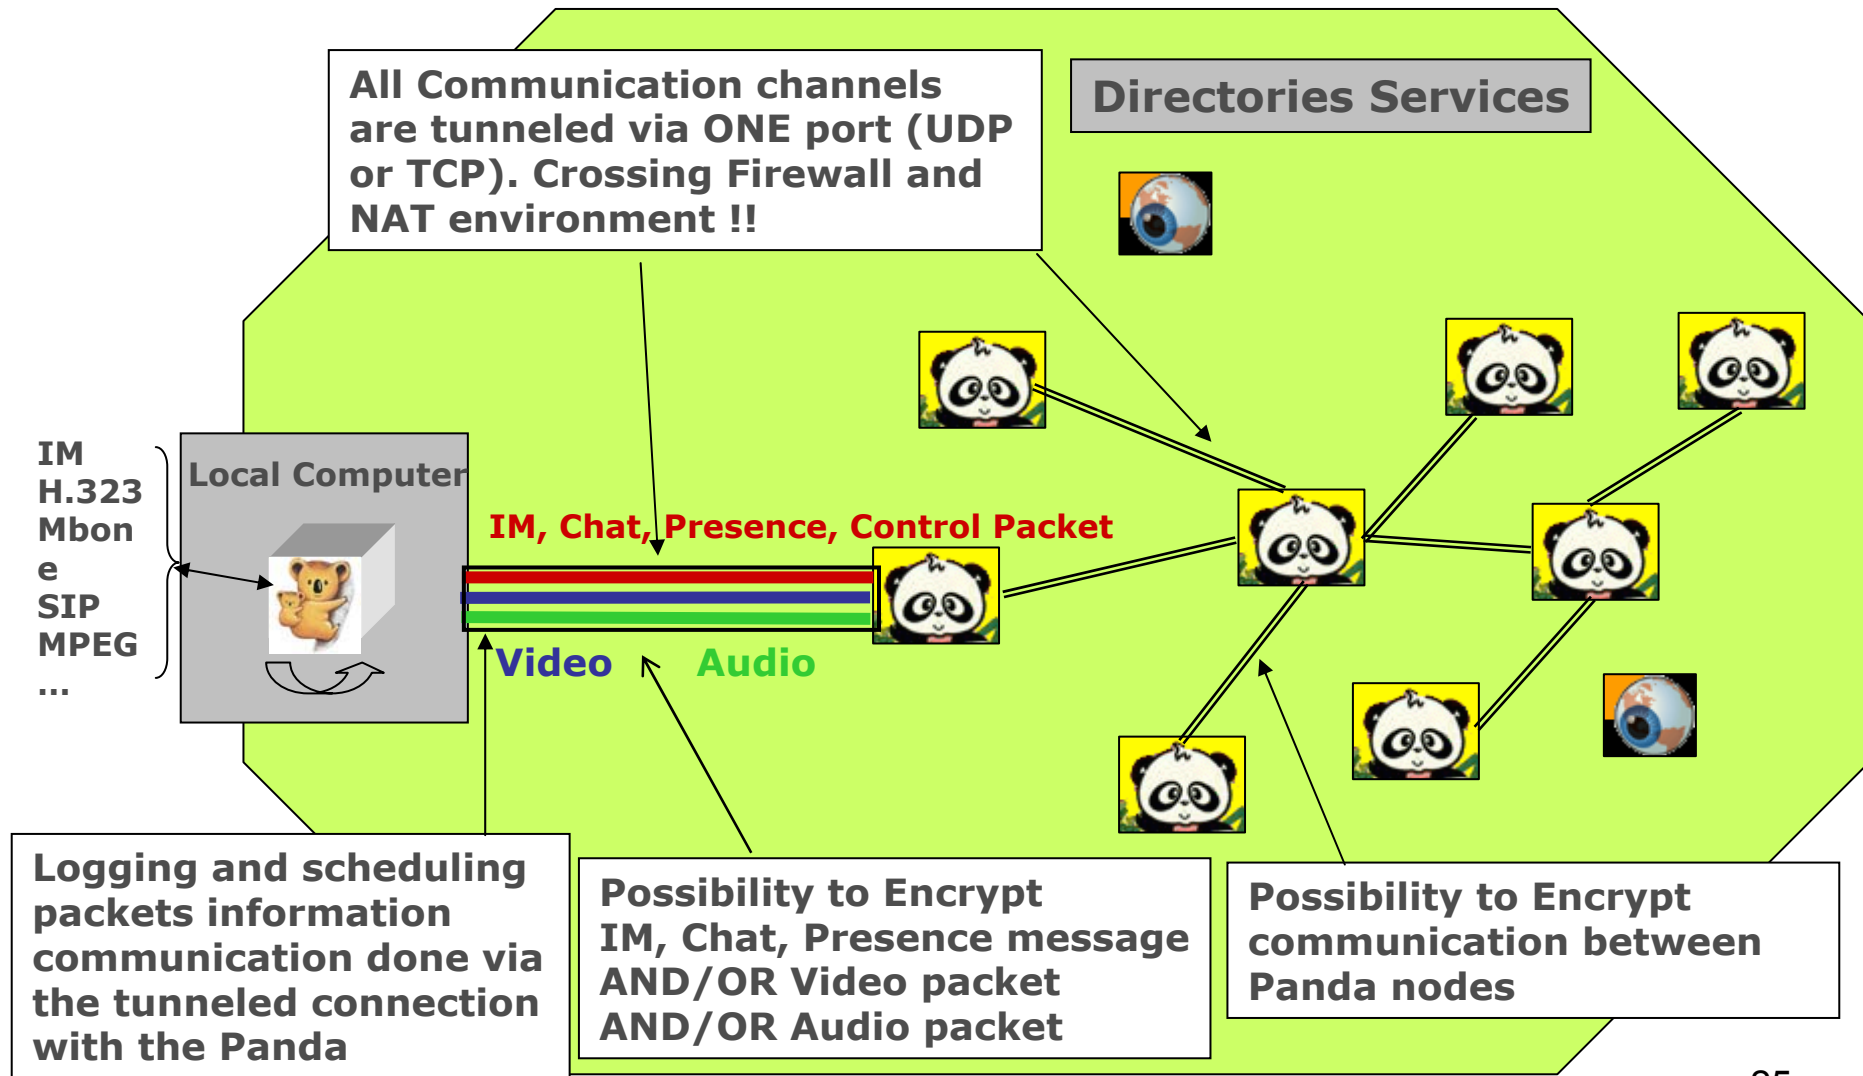 All Communication channels
are tunneled via ONE port (UDP
or TCP). Crossing Firewall and
NAT environment !!
Directories Services
IM
H.323
Mbon
e
SIP
MPEG
...
Local Computer
IM, Chat, Presence, Control Packet
Video
Audio
Logging and scheduling
packets information
communication done via
the tunneled connection
with the Panda
Possibility to Encrypt
IM, Chat, Presence message
AND/OR Video packet
AND/OR Audio packet
Possibility to Encrypt
communication between
Panda nodes